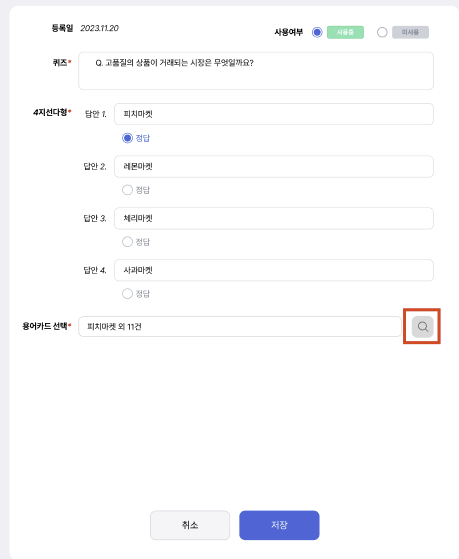 등록일 2023.11.20 사용여부 사용중 미사용
퀴즈* Q. 고품질의 상품이 거래되는 시장은 무엇일까요?
4지선다형* 답안 1. 피치마켓
정답
답안 2. 레몬마켓
정답
답안 3. 체리마켓
정답
답안 4. 사과마켓
정답
용어카드 선택* 피치마켓 외 11건
취소 저장